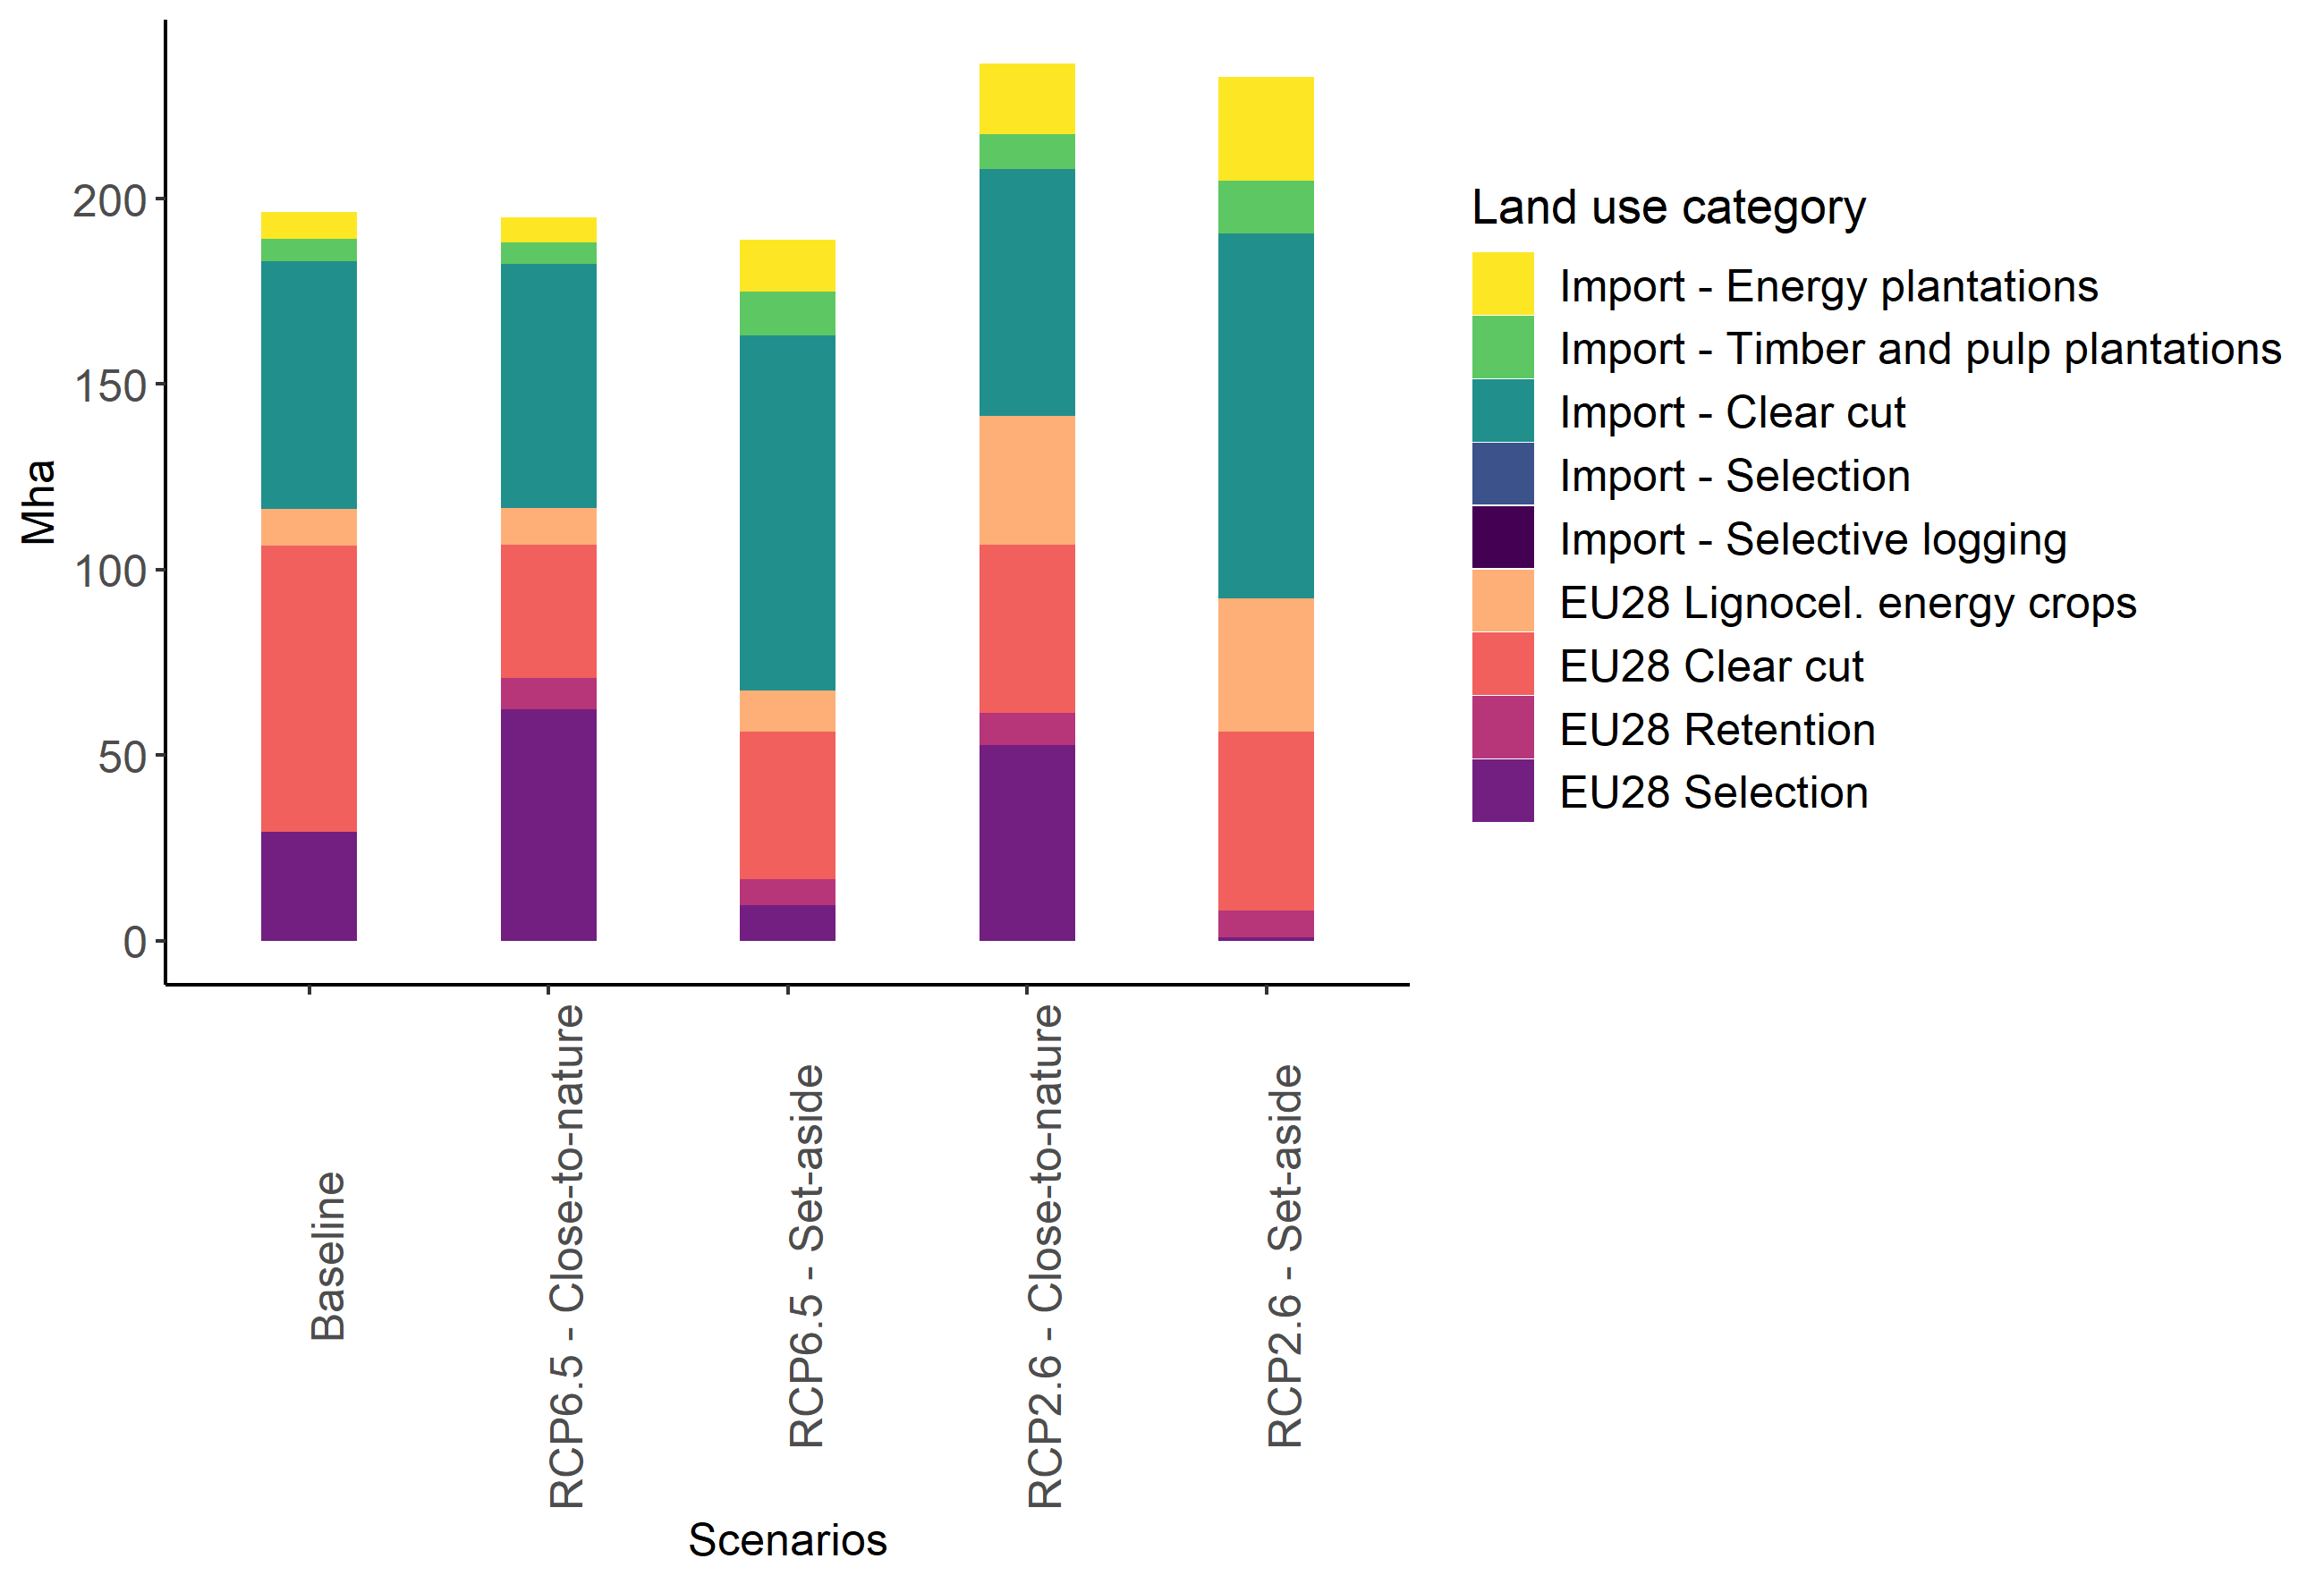 Mha
200
150
100
50
0
Baseline
RCP6.5 - Close-to-nature
RCP6.5 - Set-aside
RCP2.6 - Close-to-nature
RCP2.6 - Set-aside
Scenarios
Land use category
Import - Energy plantations
Import - Timber and pulp plantations
Import - Clear cut
Import - Selection
Import - Selective logging
EU28 Lignocel. energy crops
EU28 Clear cut
EU28 Retention
EU28 Selection